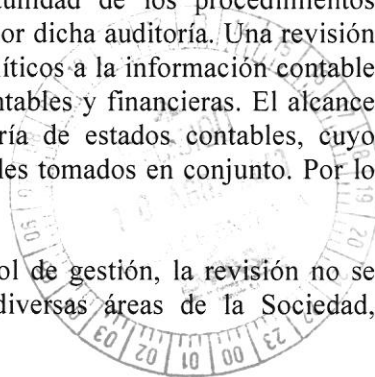 tunidad de los procedimientos
or dicha auditoría. Una revisión
líticos a la información contable
ntables y financieras. El alcance
ría de estados contables, cuyo
les tomados en conjunto. Por lo
ol de gestión, la revisión no se
diversas áreas de la Sociedad,